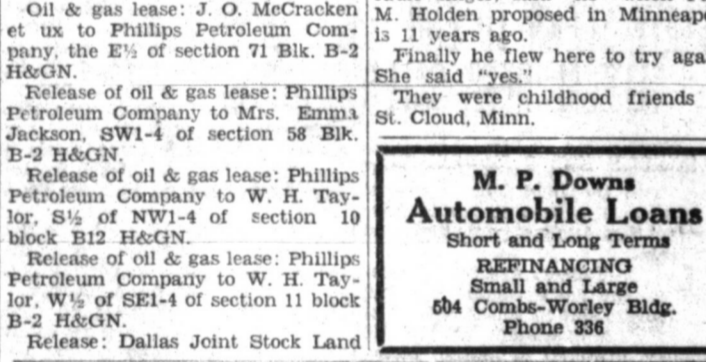 Oil & gas lease: J. O. McCracken
et ux to Phillips Petroleum Com-
pany, the E½ of section 71 Blk. B-2
H&GN.
Release of oil & gas lease: Phillips
Petroleum Company to Mrs. Emma
Jackson, SW1-4 of section 58 Blk.
B-2 H&GN.
Release of oil & gas lease: Phillips
Petroleum Company to W. H. Tay-
lor, S½ of NW1-4 of section 10
block B12 H&GN.
Release of oil & gas lease: Phillips
Petroleum Company to W. H. Tay-
lor, W½ of SE1-4 of section 11 block
B-2 H&GN.
Release: Dallas Joint Stock Land
M. Holden proposed in Minneap
is 11 years ago.
Finally he flew here to try aga
She said "yes."
They were childhood friends
St. Cloud, Minn.
M. P. Downs
Automobile Loans
Short and Long Terms
REFINANCING
Small and Large
504 Combs-Worley Bldg.
Phone 336